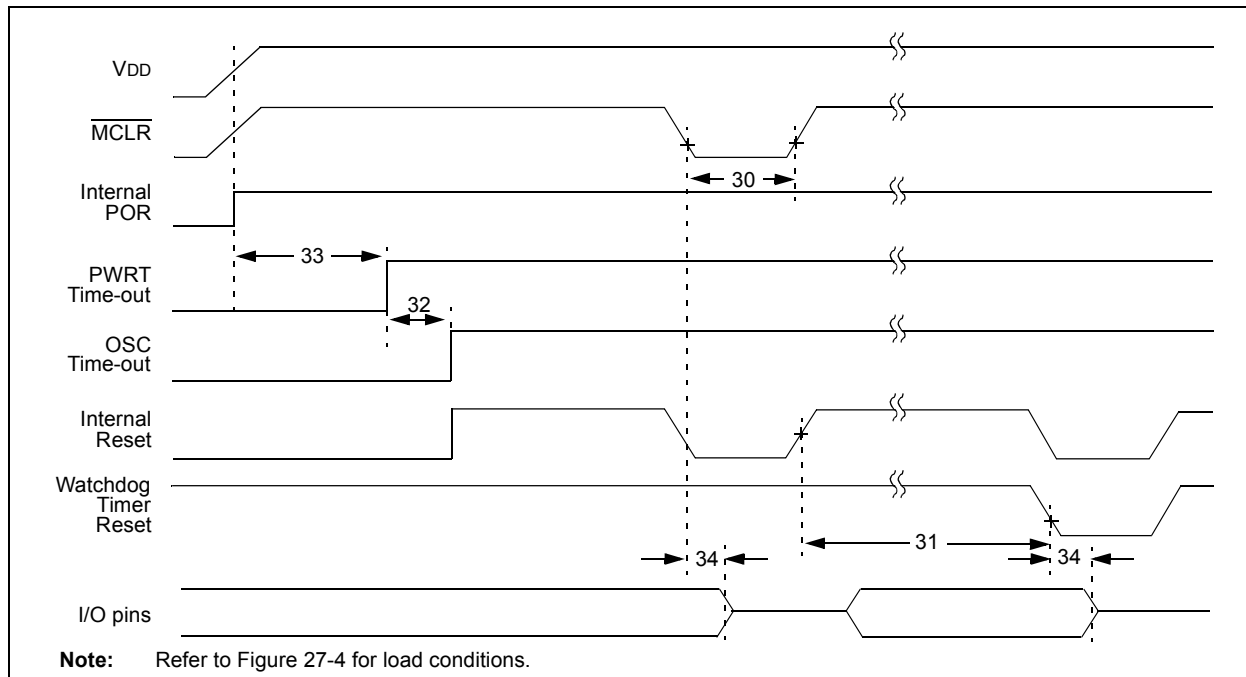 VDD
MCLR
30
Internal
POR
33
PWRT
Time-out
32
OSC
Time-out
Internal
Reset
Watchdog
Timer
Reset
31
34
34
I/O pins
Note: Refer to Figure 27-4 for load conditions.